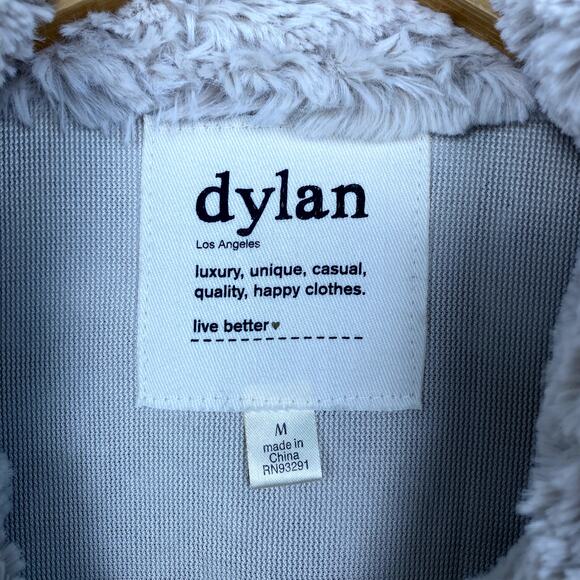 dylan
Los Angeles
luxury, unique, casual,
quality, happy clothes.
live better
M
made in
China
RN93291